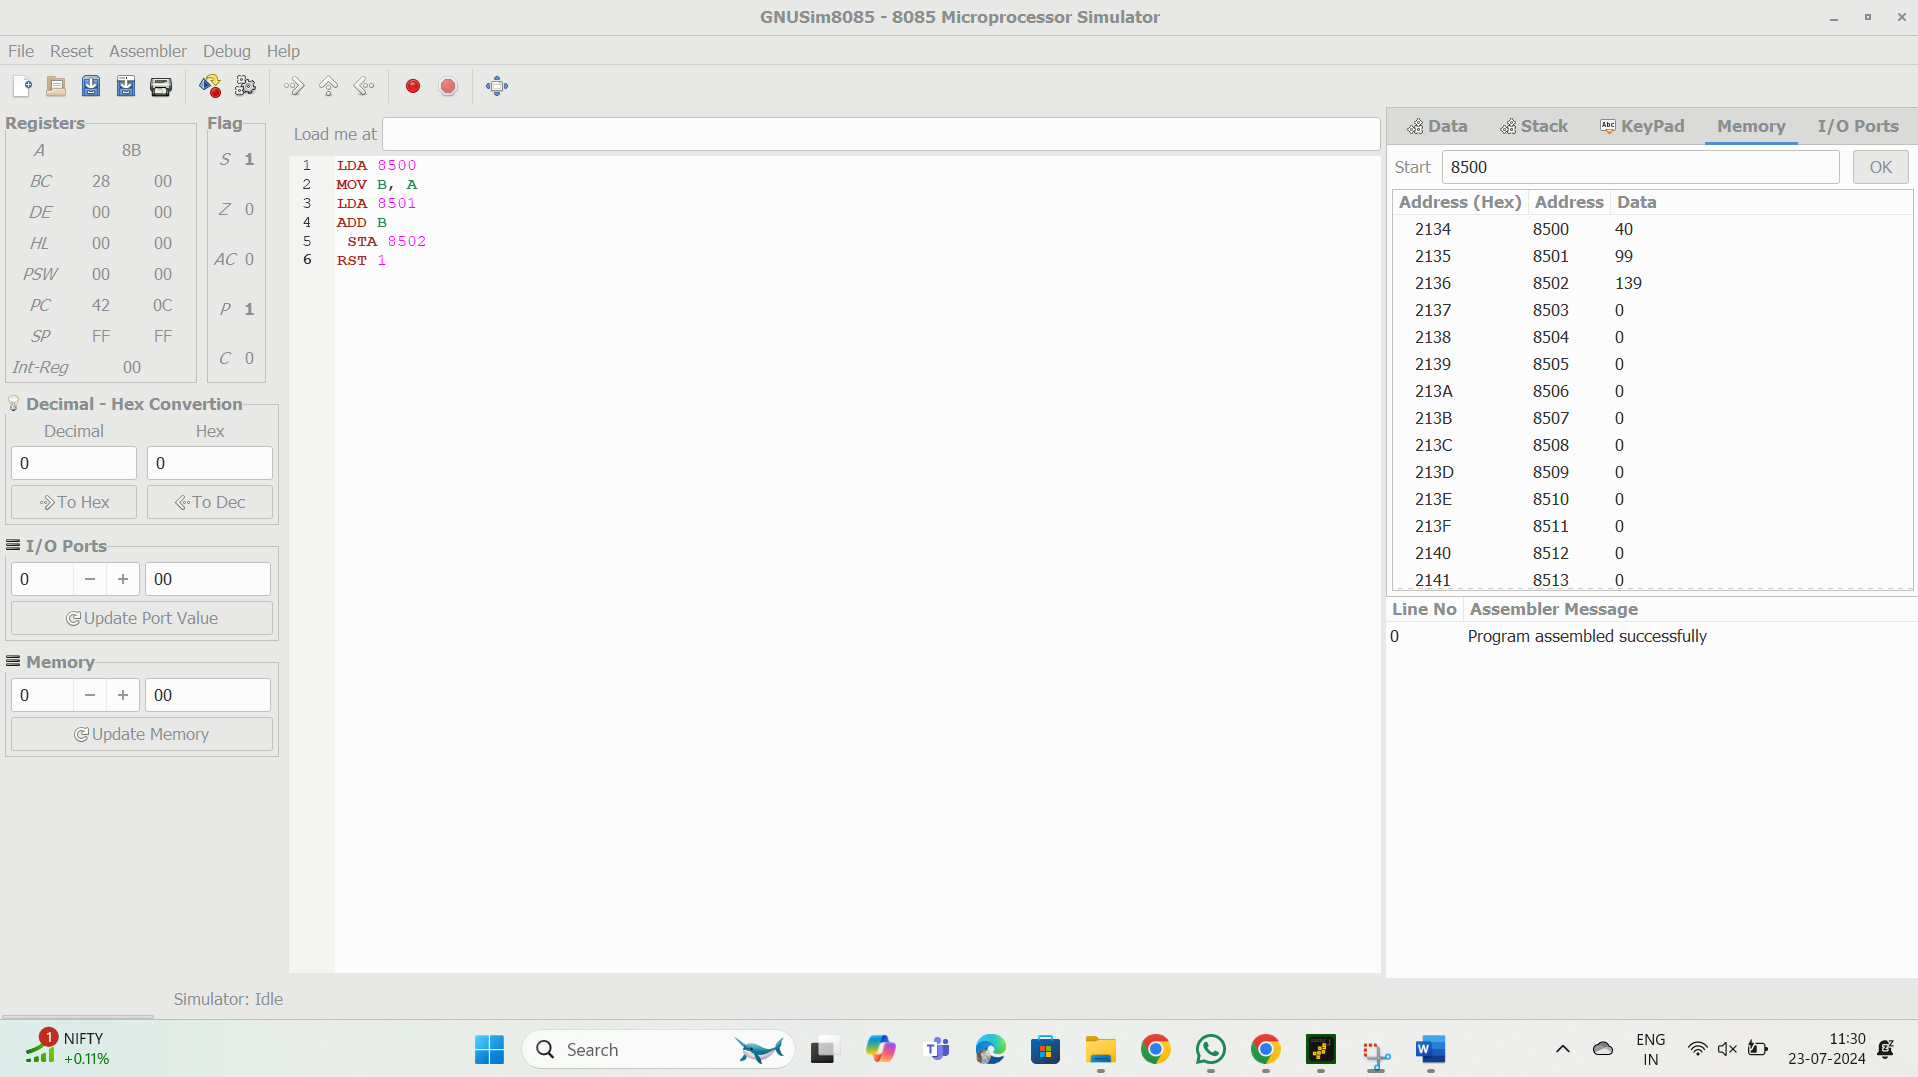 GNUSim8085 - 8085 Microprocessor Simulator
File Reset Assembler Debug Help
Registers
A 8B
BC 28 00
DE 00 00
HL 00 00
PSW 00 00
PC 42 0C
SP FF FF
Int-Reg 00
Flag
S 1
Z 0
AC 0
P 1
C 0
Decimal - Hex Convertion
Decimal Hex
0 0
To Hex To Dec
I/O Ports
0 − + 00
Update Port Value
Memory
0 − + 00
Update Memory
Load me at
1 LDA 8500
2 MOV B, A
3 LDA 8501
4 ADD B
5 STA 8502
6 RST 1
Data Stack Abc KeyPad Memory I/O Ports
Start 8500 OK
Address (Hex) Address Data
2134 8500 40
2135 8501 99
2136 8502 139
2137 8503 0
2138 8504 0
2139 8505 0
213A 8506 0
213B 8507 0
213C 8508 0
213D 8509 0
213E 8510 0
213F 8511 0
2140 8512 0
2141 8513 0
Line No Assembler Message
0 Program assembled successfully
Simulator: Idle
1 NIFTY
+0.11%
Search
ENG
IN
11:30
23-07-2024